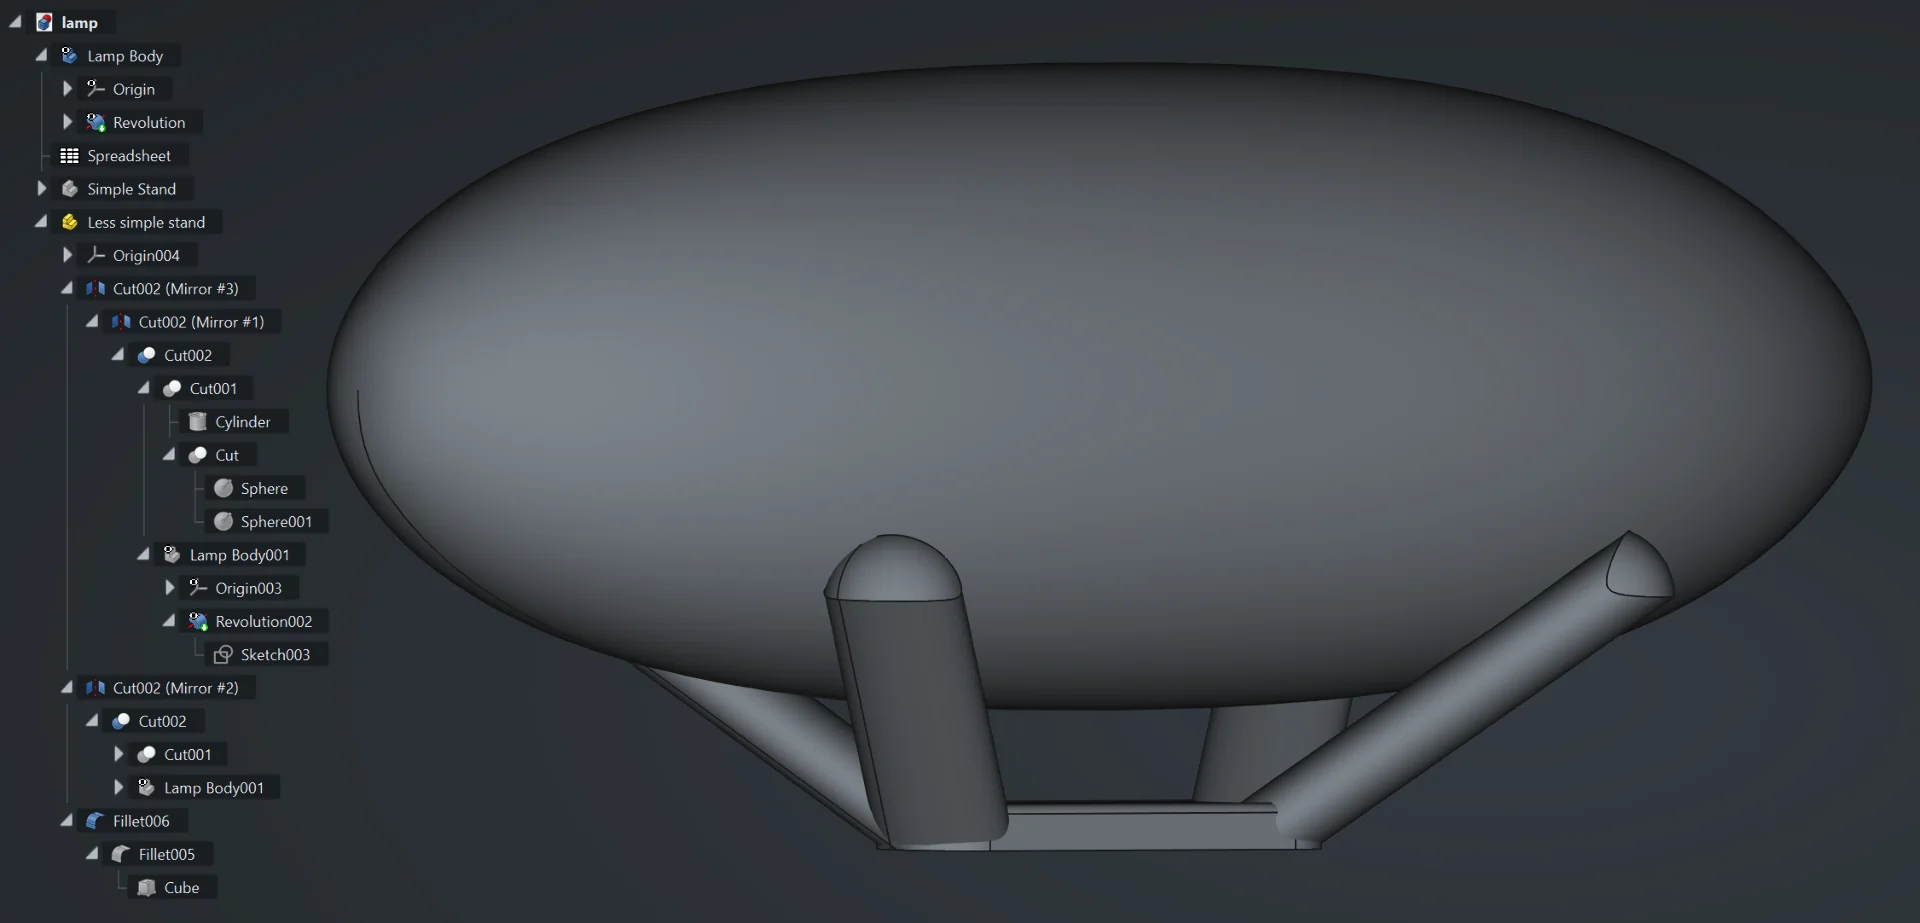 lamp
Lamp Body
Origin
Revolution
Spreadsheet
Simple Stand
Less simple stand
Origin004
Cut002 (Mirror #3)
Cut002 (Mirror #1)
Cut002
Cut001
Cylinder
Cut
Sphere
Sphere001
Lamp Body001
Origin003
Revolution002
Sketch003
Cut002 (Mirror #2)
Cut002
Cut001
Lamp Body001
Fillet006
Fillet005
Cube